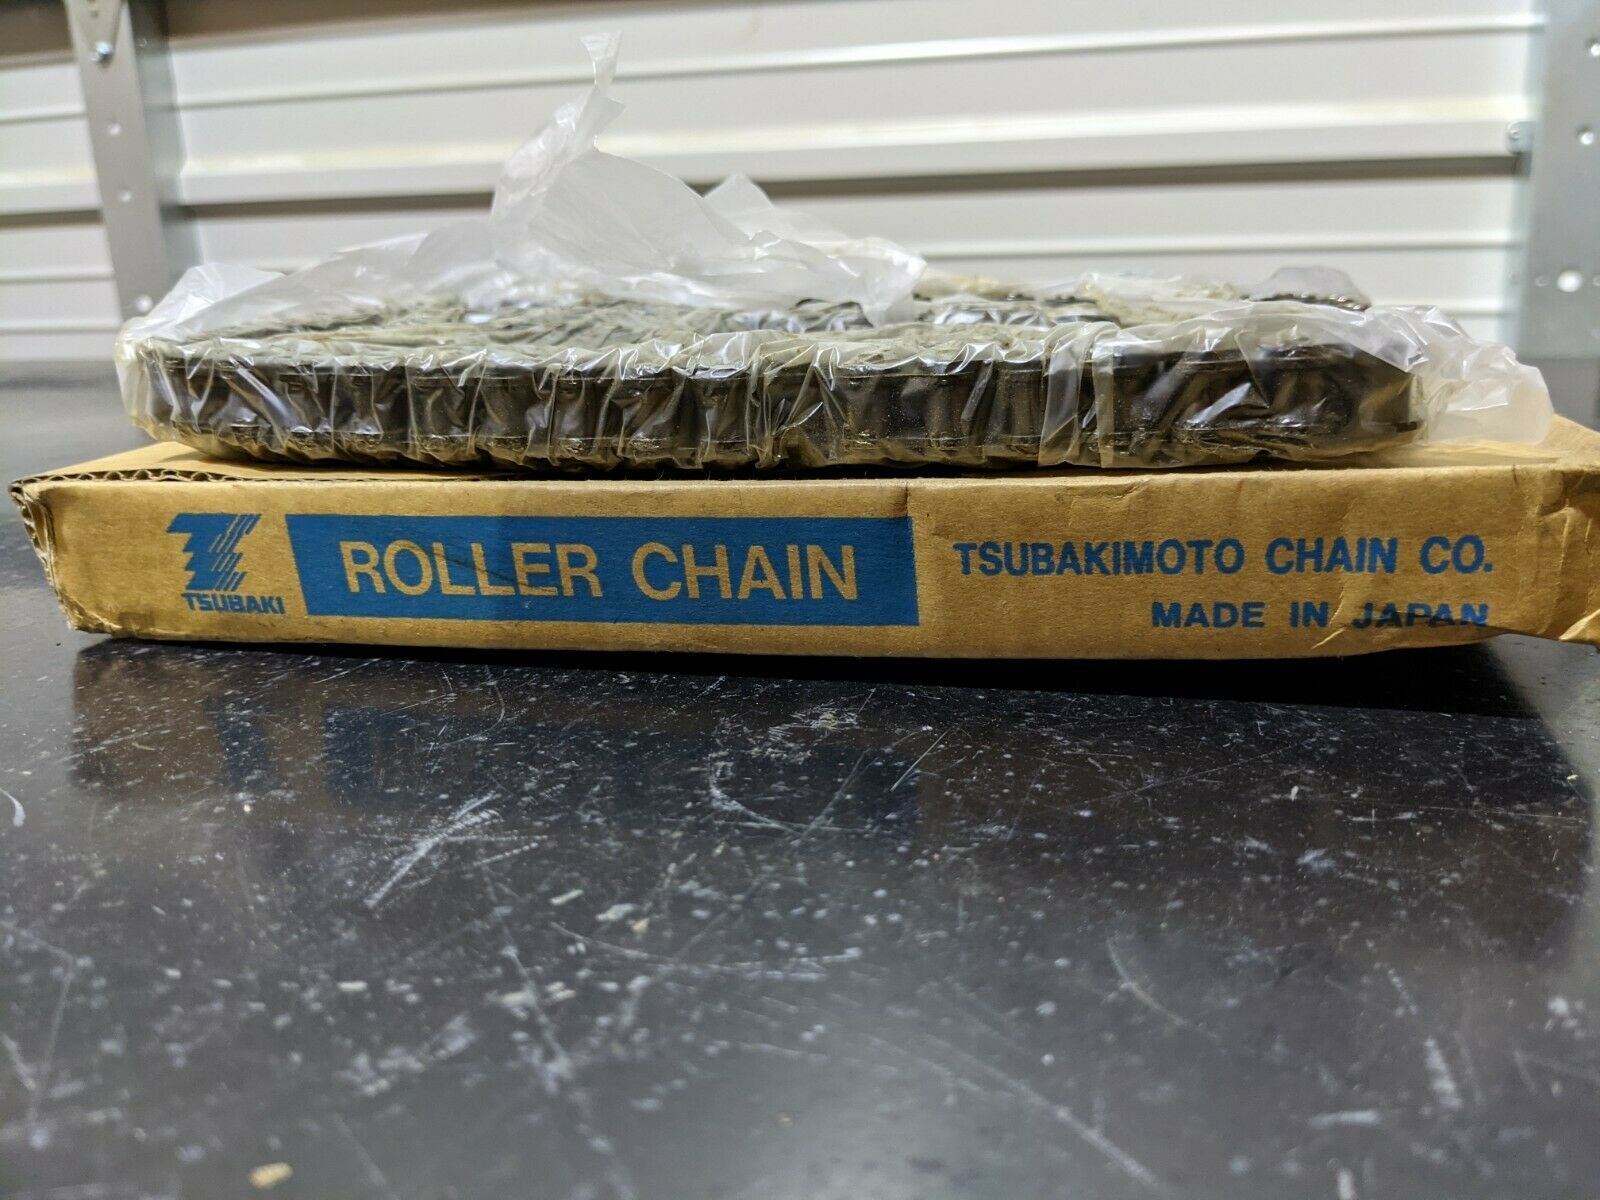 TSUBAKI
ROLLER CHAIN
TSUBAKIMOTO CHAIN CO.
MADE IN JAPAN